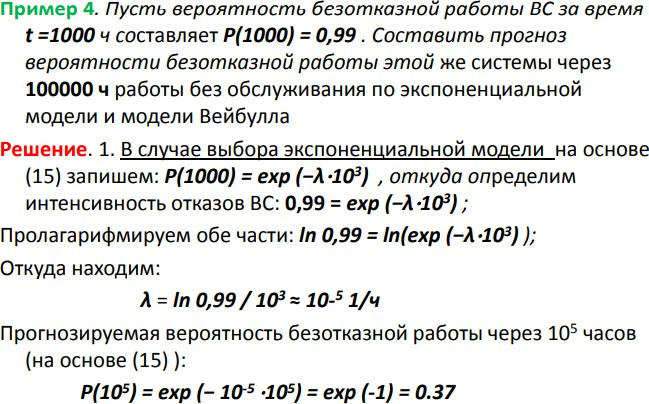 Пример 4. Пусть вероятность безотказной работы ВС за время
t =1000 ч составляет P(1000) = 0,99 . Составить прогноз
вероятности безотказной работы этой же системы через
100000 ч работы без обслуживания по экспоненциальной
модели и модели Вейбулла
Решение. 1. В случае выбора экспоненциальной модели на основе
(15) запишем: P(1000) = exp (−λ·10³) , откуда определим
интенсивность отказов ВС: 0,99 = exp (−λ·10³) ;
Пролагарифмируем обе части: ln 0,99 = ln(exp (−λ·10³) );
Откуда находим:
λ = ln 0,99 / 10³ ≈ 10-⁵ 1/ч
Прогнозируемая вероятность безотказной работы через 10⁵ часов
(на основе (15) ):
P(10⁵) = exp (− 10⁻⁵ ·10⁵) = exp (-1) = 0.37